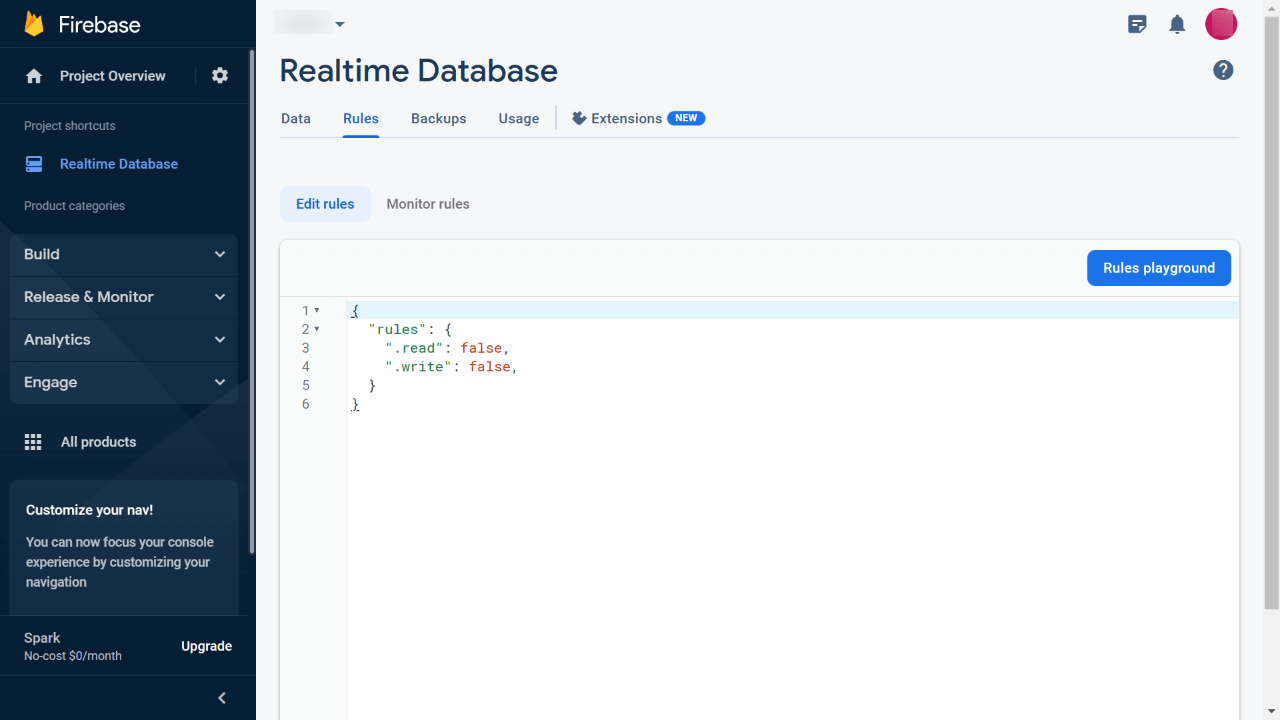 Firebase
Project Overview
Project shortcuts
Realtime Database
Product categories
Build
Release & Monitor
Analytics
Engage
All products
Customize your nav!
You can now focus your console
experience by customizing your
navigation
Spark
No-cost $0/month
Upgrade
Realtime Database
Data
Rules
Backups
Usage
Extensions NEW
Edit rules
Monitor rules
Rules playground
1 {
2 "rules": {
3 ".read": false,
4 ".write": false,
5 }
6 }